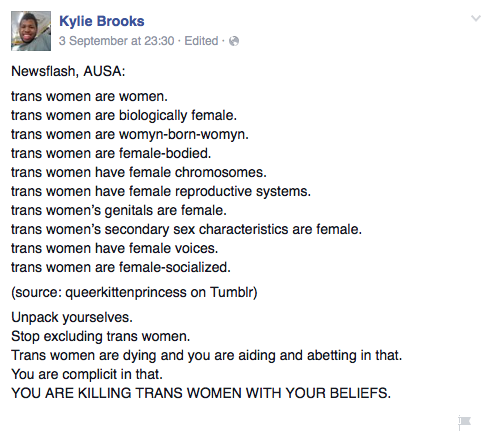 Kylie Brooks
3 September at 23:30 · Edited ·
Newsflash, AUSA:
trans women are women.
trans women are biologically female.
trans women are womyn-born-womyn.
trans women are female-bodied.
trans women have female chromosomes.
trans women have female reproductive systems.
trans women's genitals are female.
trans women's secondary sex characteristics are female.
trans women have female voices.
trans women are female-socialized.
(source: queerkittenprincess on Tumblr)
Unpack yourselves.
Stop excluding trans women.
Trans women are dying and you are aiding and abetting in that.
You are complicit in that.
YOU ARE KILLING TRANS WOMEN WITH YOUR BELIEFS.